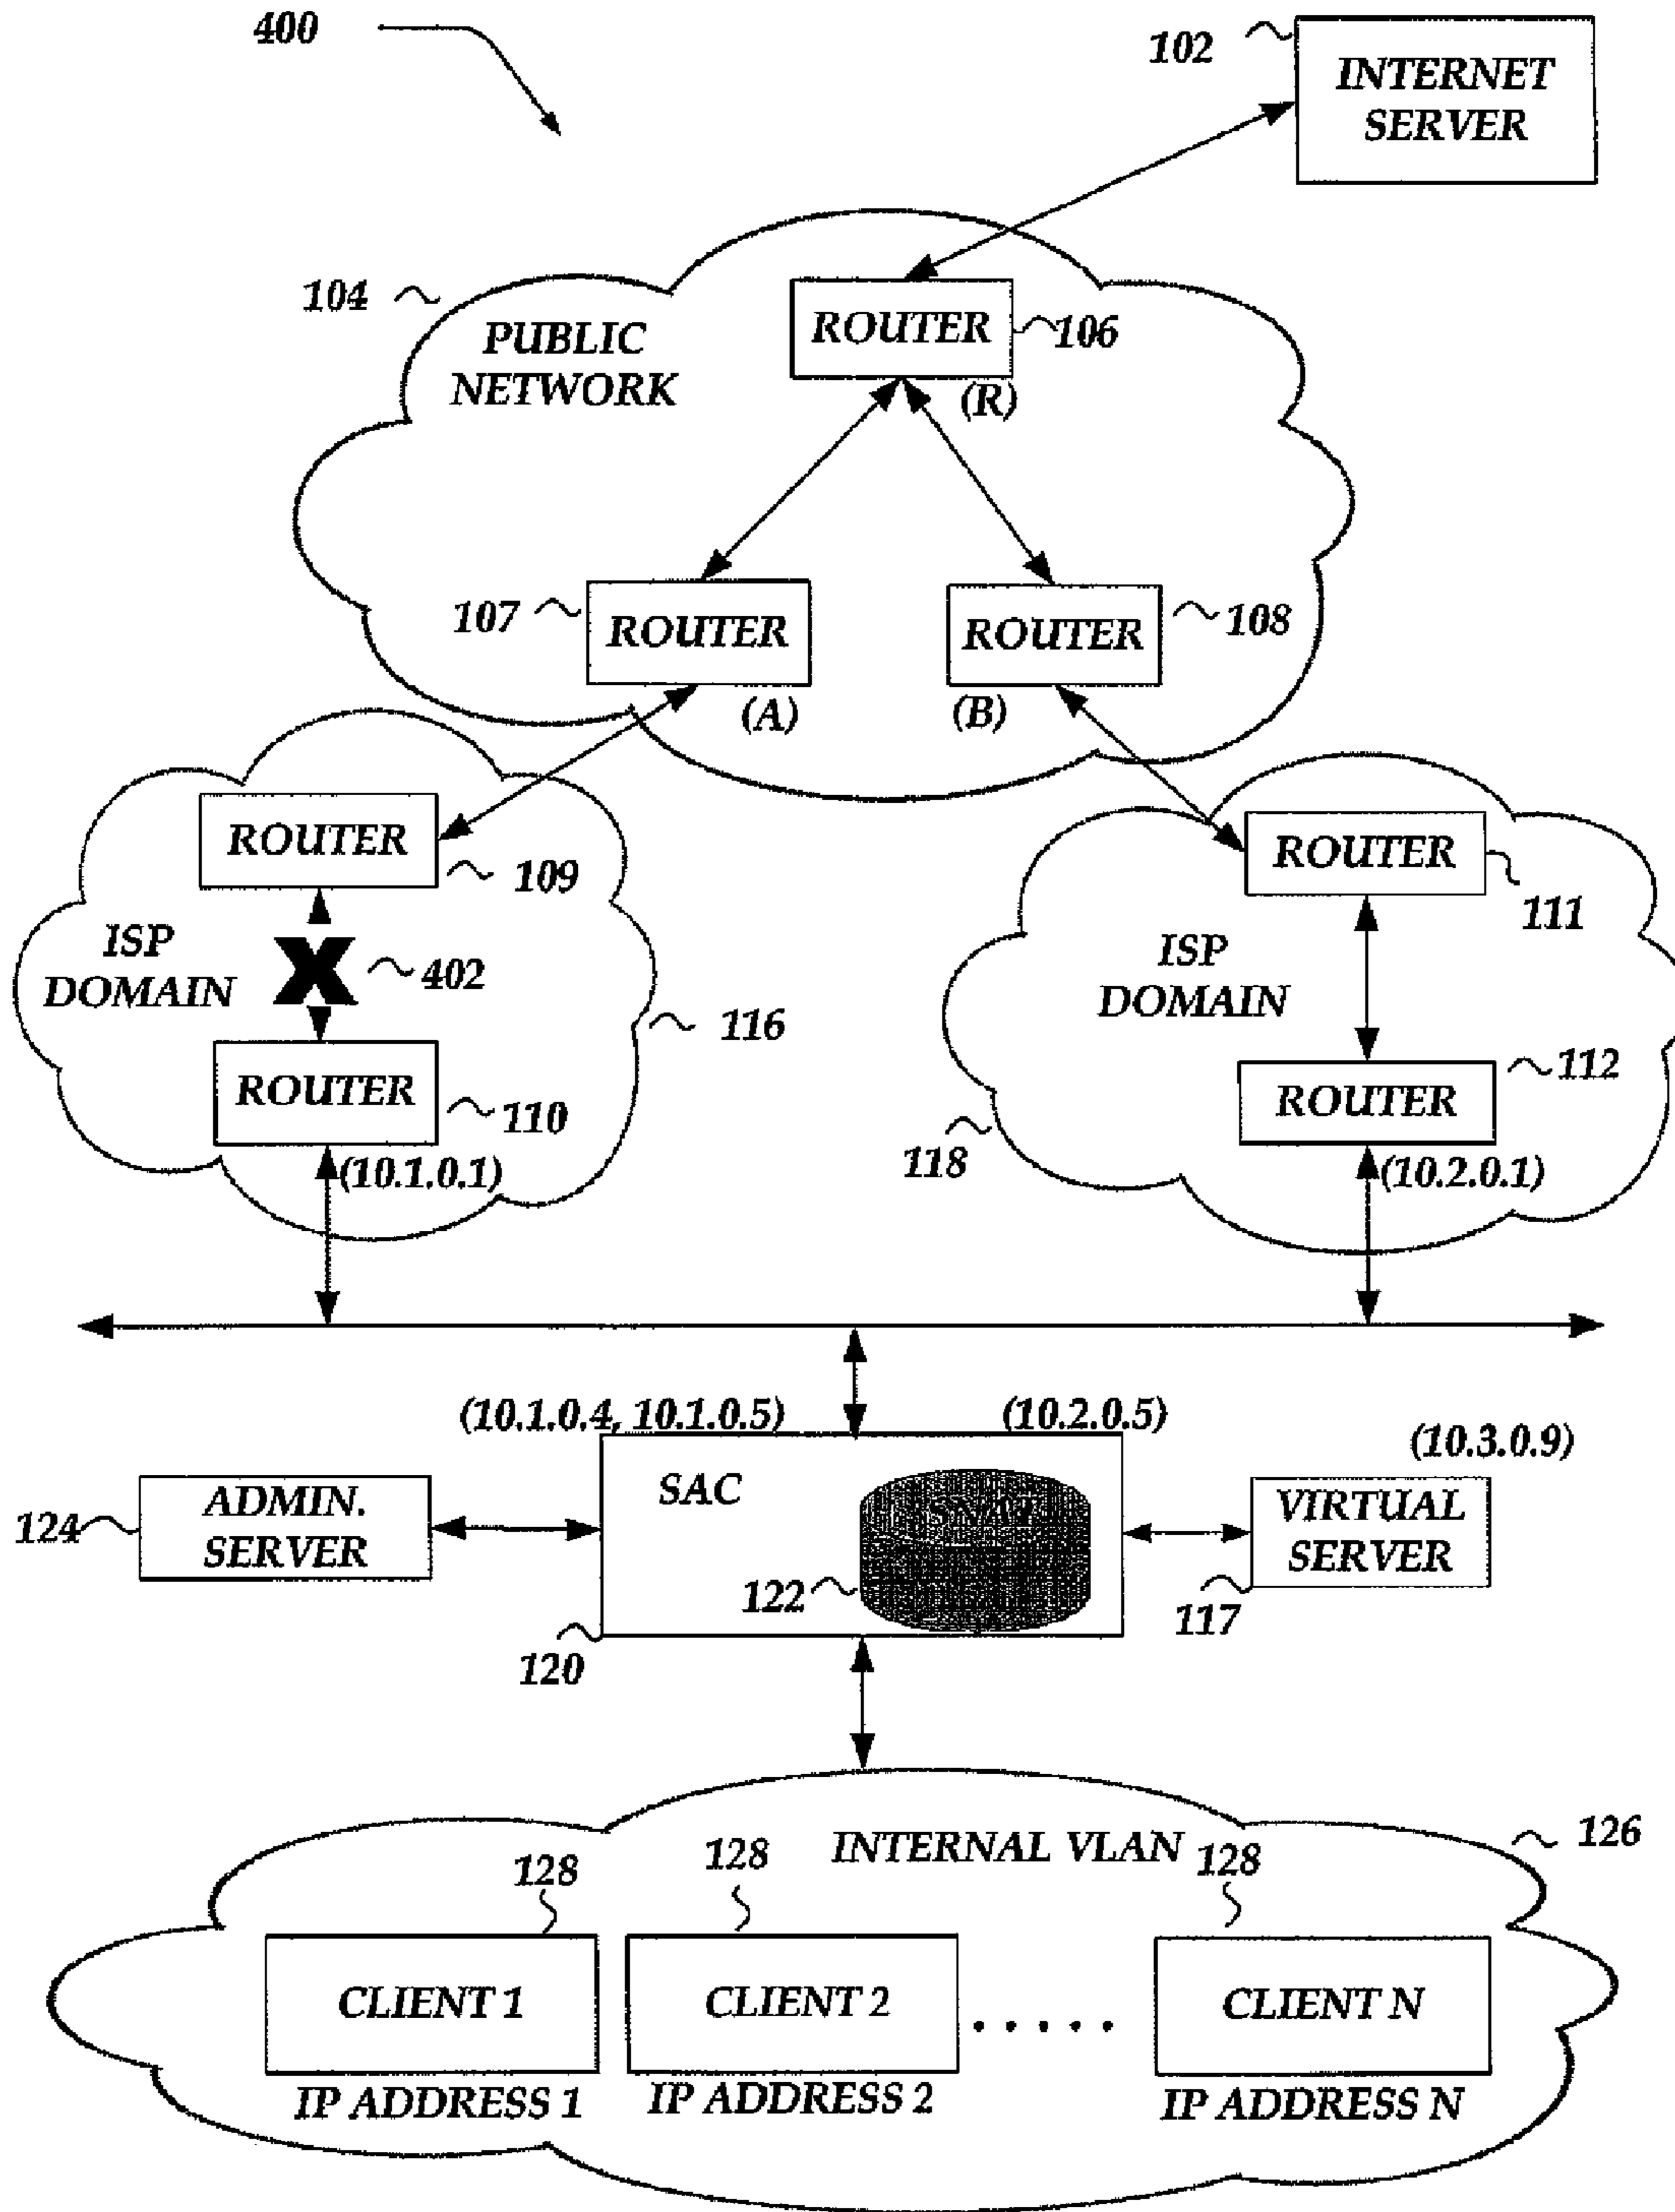 400
102
INTERNET
SERVER
104
PUBLIC
NETWORK
ROUTER
106
(R)
107
ROUTER
(A)
ROUTER
108
(B)
ROUTER
109
ISP
DOMAIN
402
116
ROUTER
110
(10.1.0.1)
ROUTER
111
ISP
DOMAIN
112
ROUTER
118
(10.2.0.1)
(10.1.0.4, 10.1.0.5)
(10.2.0.5)
(10.3.0.9)
124
ADMIN.
SERVER
SAC
SNAT
122
120
VIRTUAL
SERVER
117
INTERNAL VLAN
126
128
128
128
CLIENT 1
CLIENT 2
. . . . .
CLIENT N
IP ADDRESS 1
IP ADDRESS 2
IP ADDRESS N